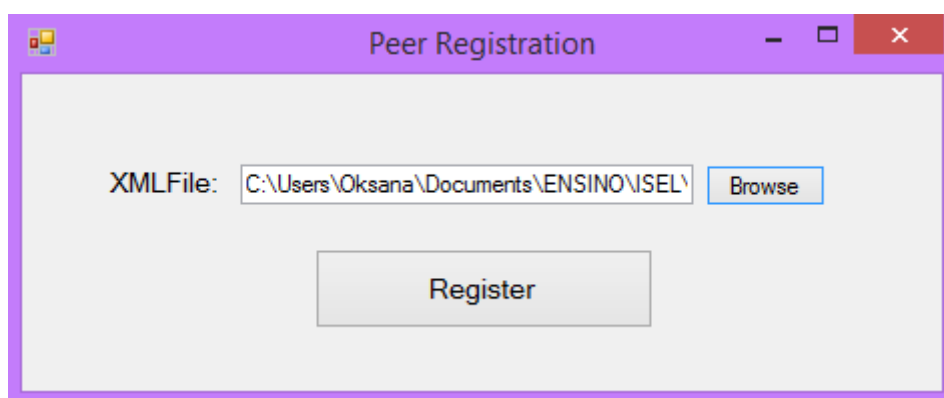 Peer Registration
XMLFile: C:\Users\Oksana\Documents\ENSINO\ISEL\ Browse
Register